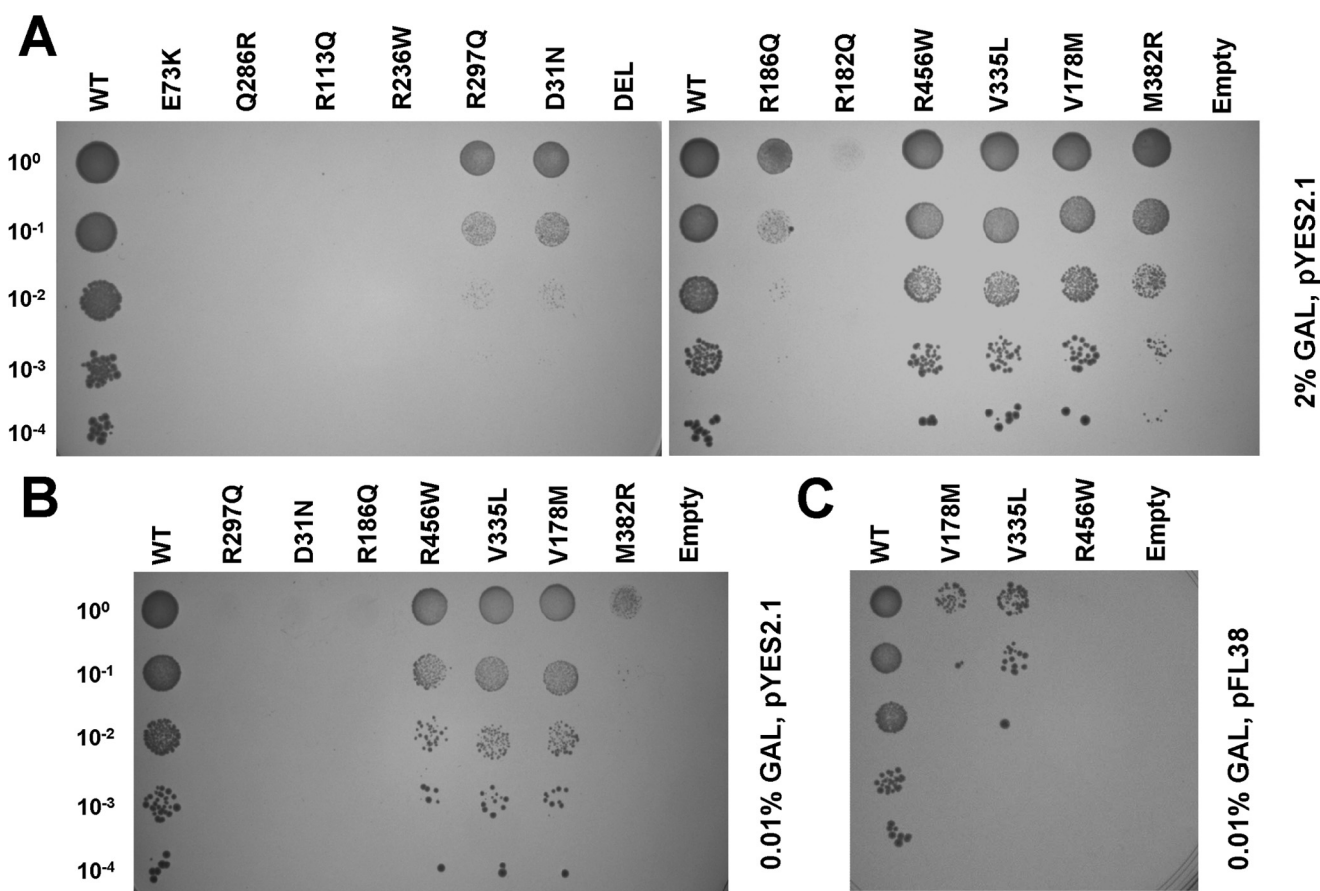 A
WT E73K Q286R R113Q R236W R297Q D31N DEL WT R186Q R182Q R456W V335L V178M M382R Empty
10⁰
10⁻¹
10⁻²
10⁻³
10⁻⁴
2% GAL, pYES2.1
B
WT R297Q D31N R186Q R456W V335L V178M M382R Empty
10⁰
10⁻¹
10⁻²
10⁻³
10⁻⁴
0.01% GAL, pYES2.1
C
WT V178M V335L R456W Empty
0.01% GAL, pFL38